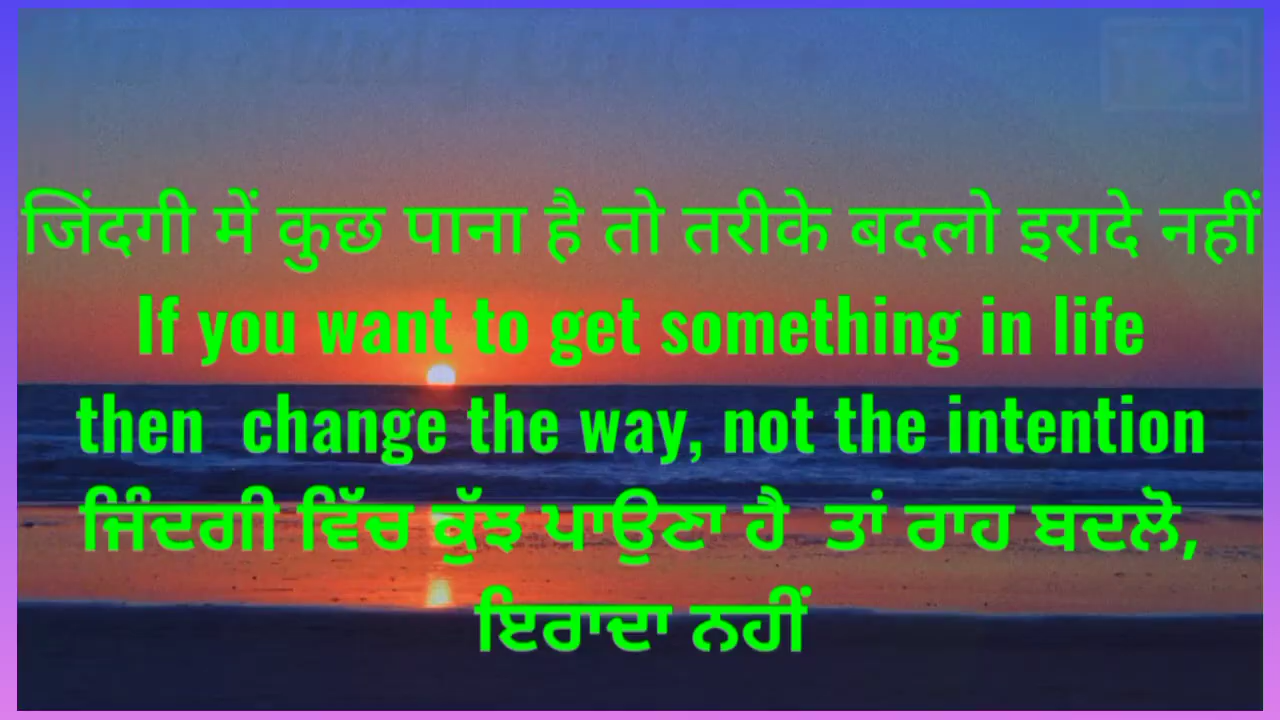 जिंदगी में कुछ पाना है तो तरीके बदलो इरादे नहीं
If you want to get something in life
then  change the way, not the intention
ਜਿੰਦਗੀ ਵਿੱਚ ਕੁੱਝ ਪਾਉਣਾ ਹੈ  ਤਾਂ ਰਾਹ ਬਦਲੋ,
ਇਰਾਦਾ ਨਹੀਂ